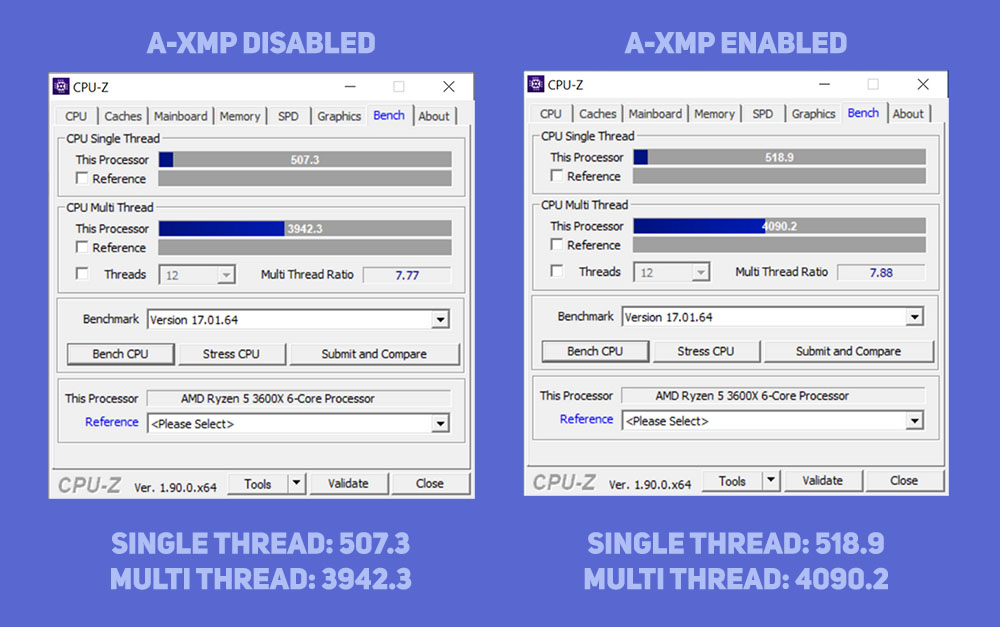 A-XMP DISABLED
CPU-Z
CPU Caches Mainboard Memory SPD Graphics Bench About
CPU Single Thread
This Processor 507.3
Reference
CPU Multi Thread
This Processor 3942.3
Reference
Threads 12 Multi Thread Ratio 7.77
Benchmark Version 17.01.64
Bench CPU Stress CPU Submit and Compare
This Processor AMD Ryzen 5 3600X 6-Core Processor
Reference <Please Select>
CPU-Z Ver. 1.90.0.x64 Tools Validate Close
SINGLE THREAD: 507.3
MULTI THREAD: 3942.3
A-XMP ENABLED
CPU-Z
CPU Caches Mainboard Memory SPD Graphics Bench About
CPU Single Thread
This Processor 518.9
Reference
CPU Multi Thread
This Processor 4090.2
Reference
Threads 12 Multi Thread Ratio 7.88
Benchmark Version 17.01.64
Bench CPU Stress CPU Submit and Compare
This Processor AMD Ryzen 5 3600X 6-Core Processor
Reference <Please Select>
CPU-Z Ver. 1.90.0.x64 Tools Validate Close
SINGLE THREAD: 518.9
MULTI THREAD: 4090.2